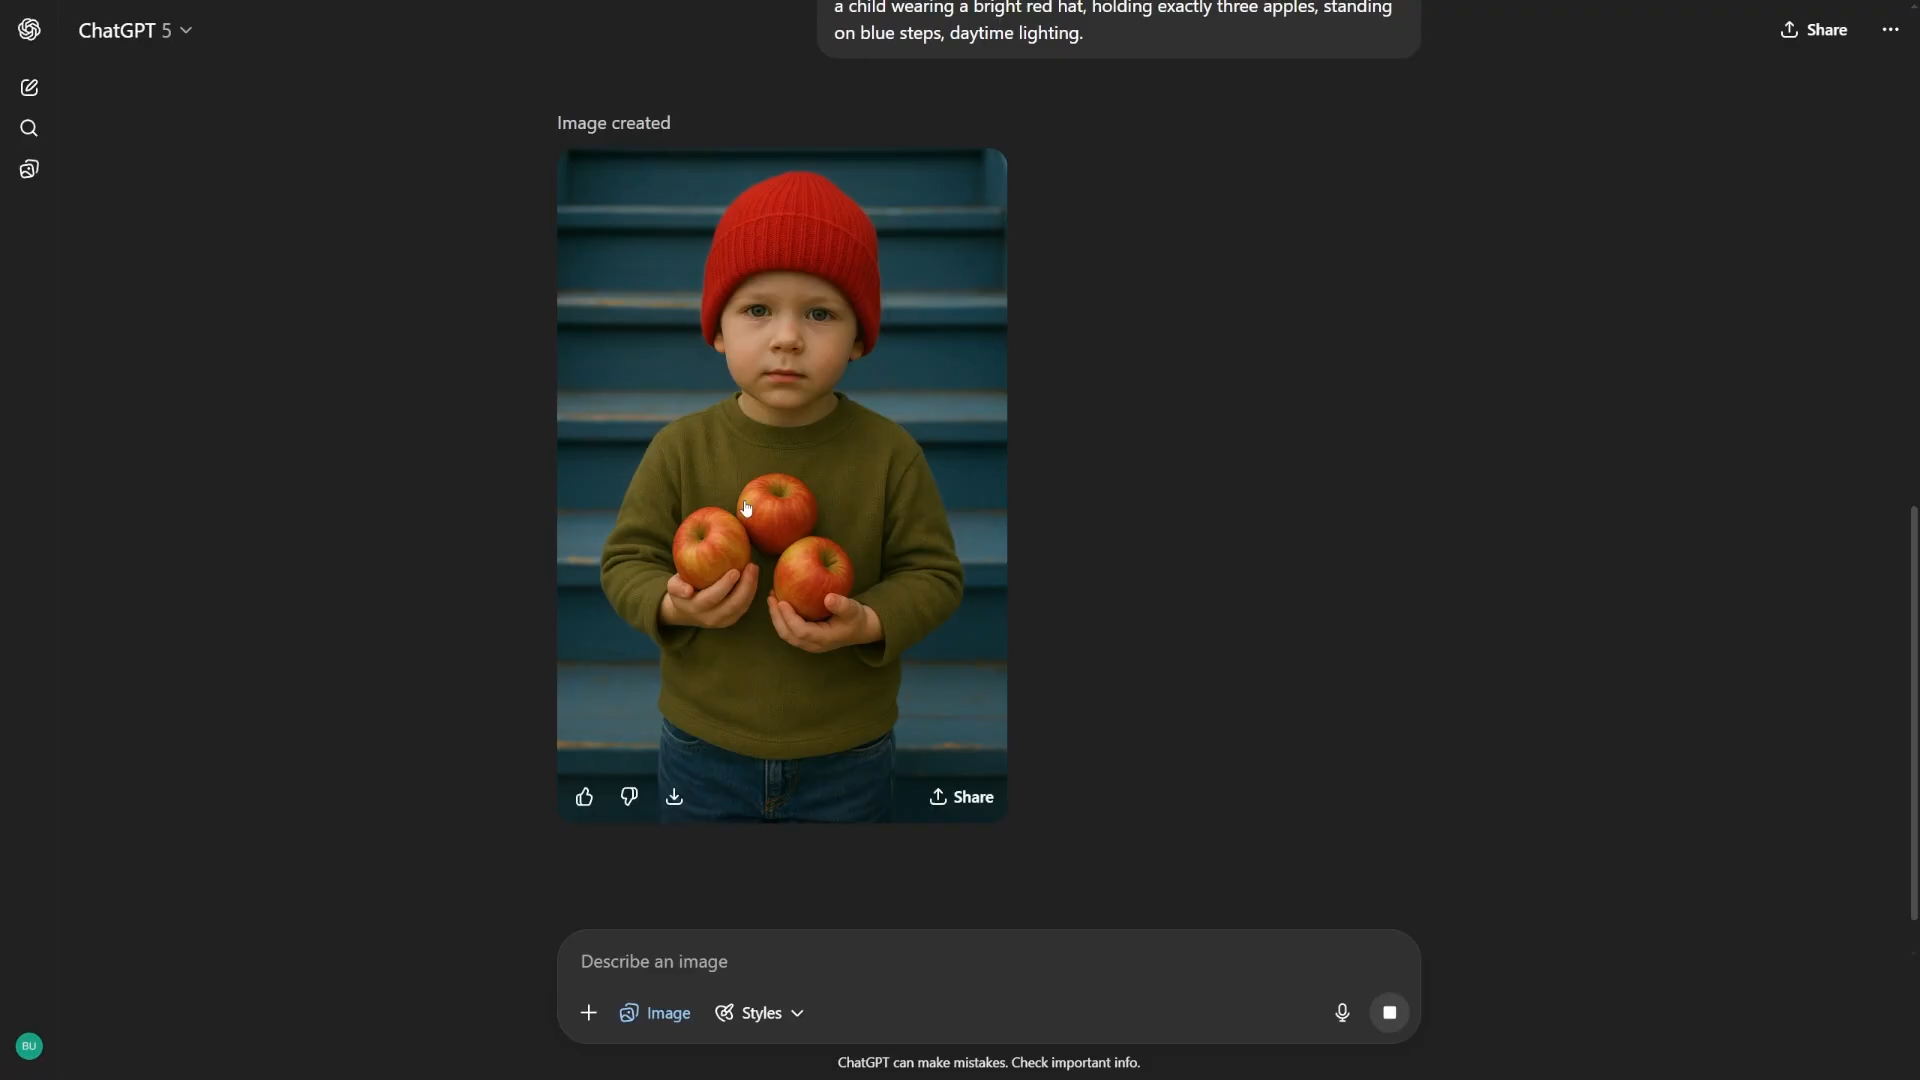 a child wearing a bright red hat, holding exactly three apples, standing
on blue steps, daytime lighting.
ChatGPT 5
Share
Image created
Share
Describe an image
Image
Styles
BU
ChatGPT can make mistakes. Check important info.